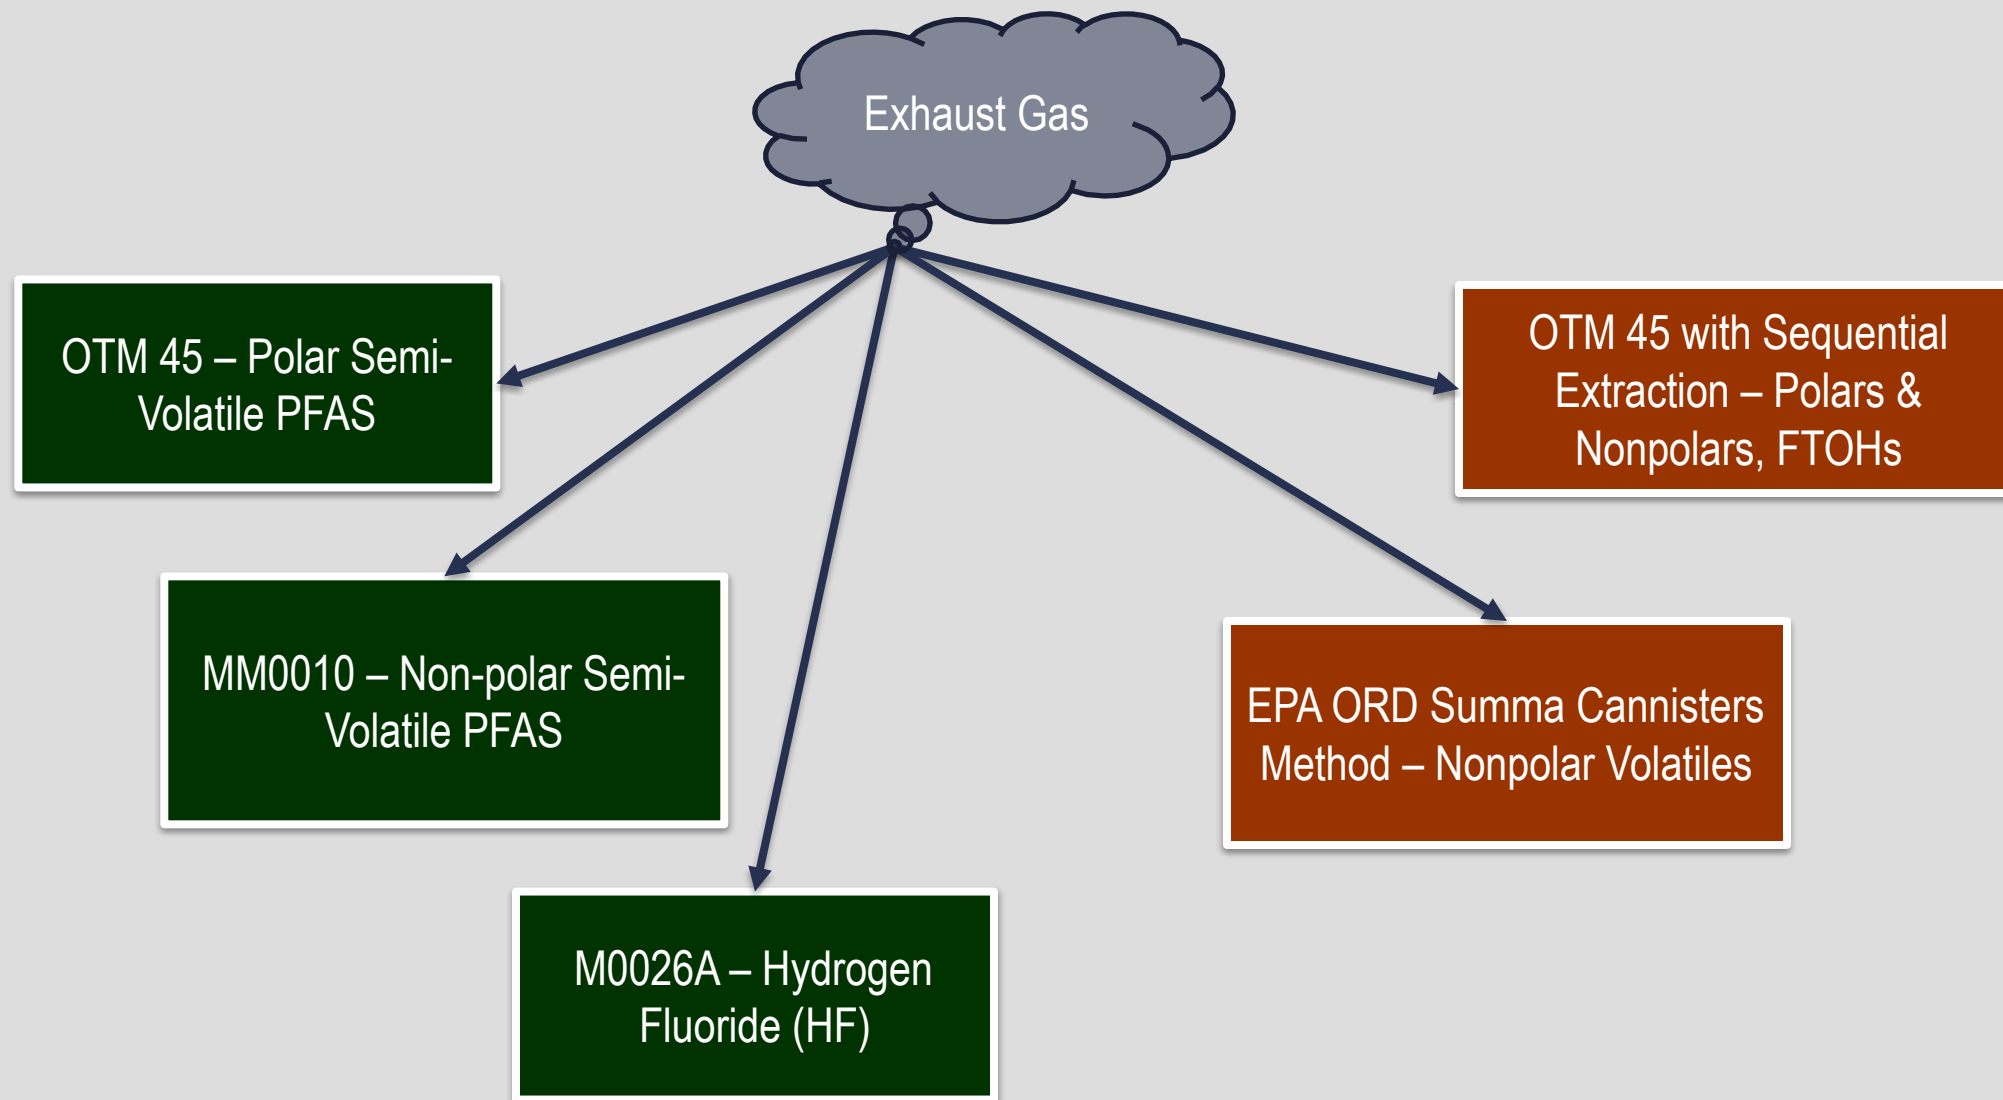 Exhaust Gas
OTM 45 – Polar Semi-
Volatile PFAS
OTM 45 with Sequential
Extraction – Polars &
Nonpolars, FTOHs
MM0010 – Non-polar Semi-
Volatile PFAS
EPA ORD Summa Cannisters
Method – Nonpolar Volatiles
M0026A – Hydrogen
Fluoride (HF)